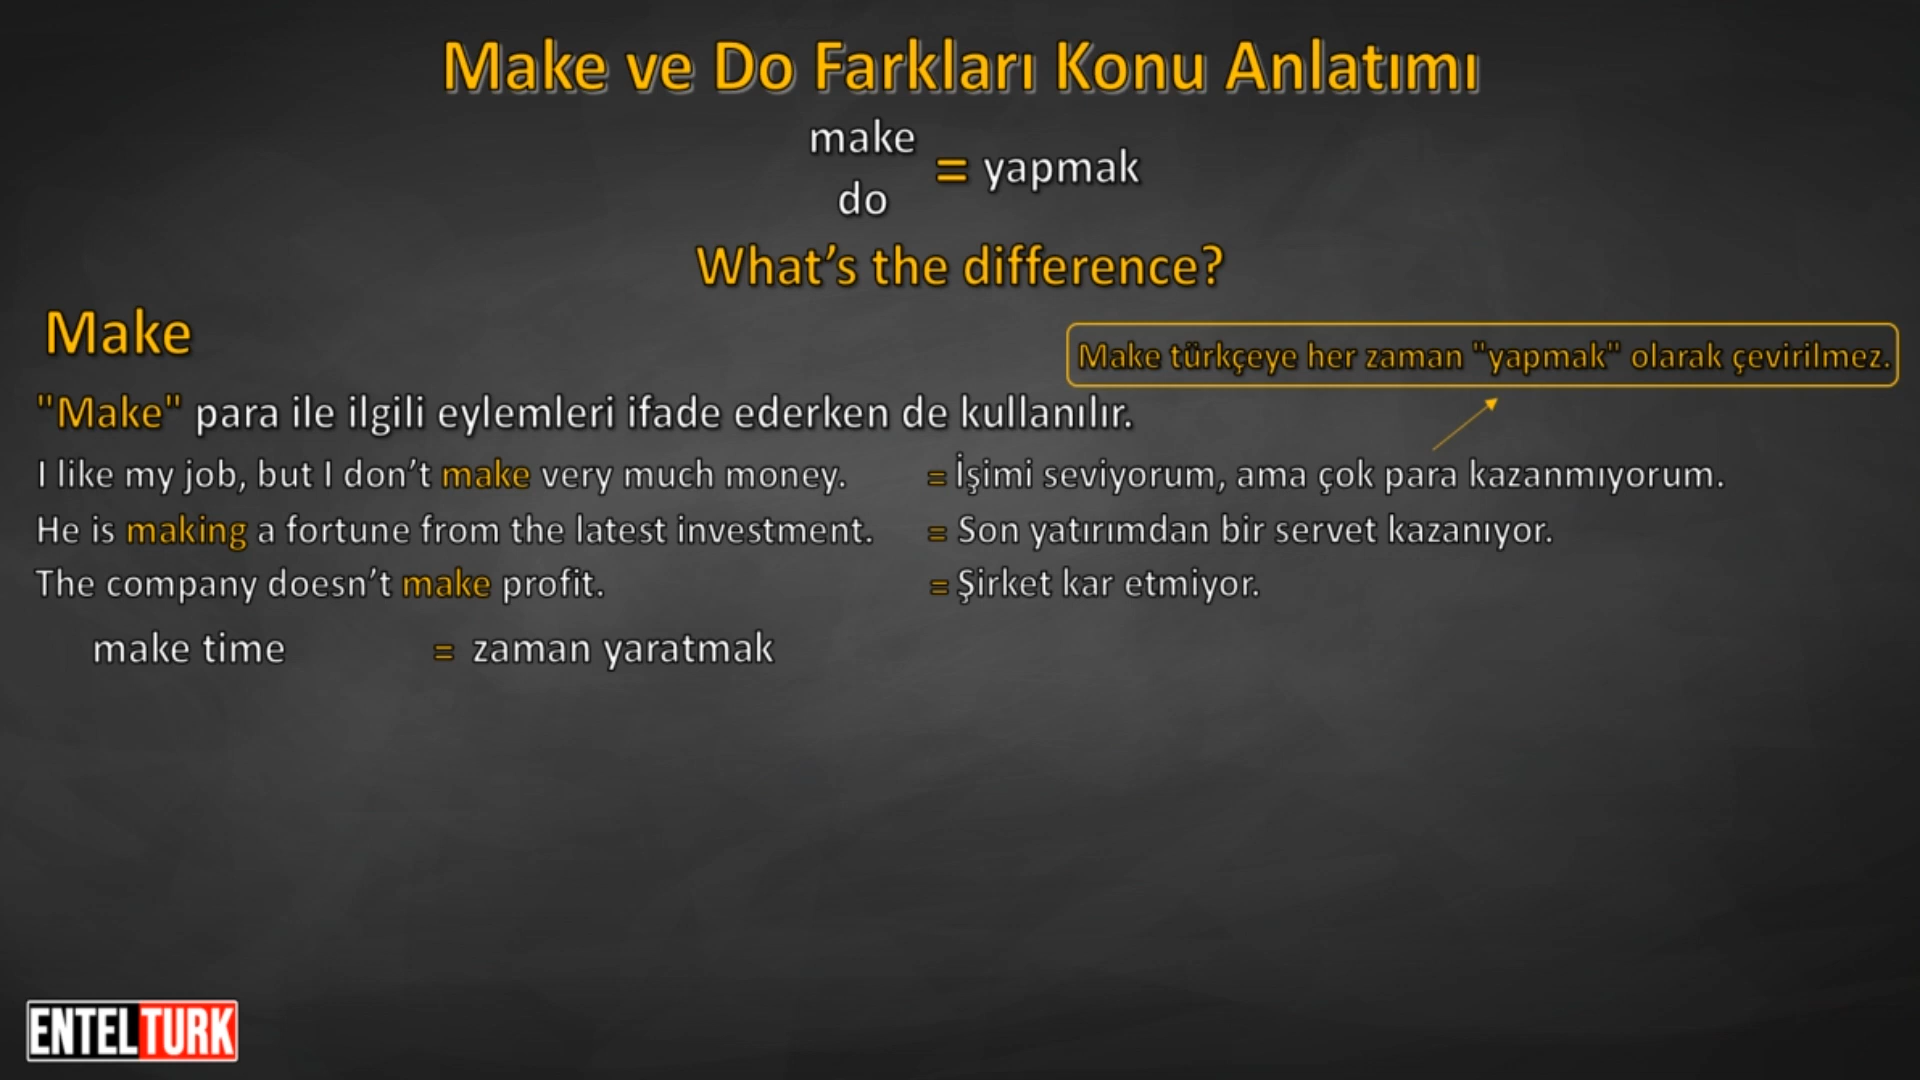 Make ve Do Farkları Konu Anlatımı
make
do
= yapmak
What’s the difference?
Make
Make türkçeye her zaman "yapmak" olarak çevirilmez.
"Make" para ile ilgili eylemleri ifade ederken de kullanılır.
I like my job, but I don’t make very much money. = İşimi seviyorum, ama çok para kazanmıyorum.
He is making a fortune from the latest investment. = Son yatırımdan bir servet kazanıyor.
The company doesn’t make profit. = Şirket kar etmiyor.
make time = zaman yaratmak
ENTELTURK